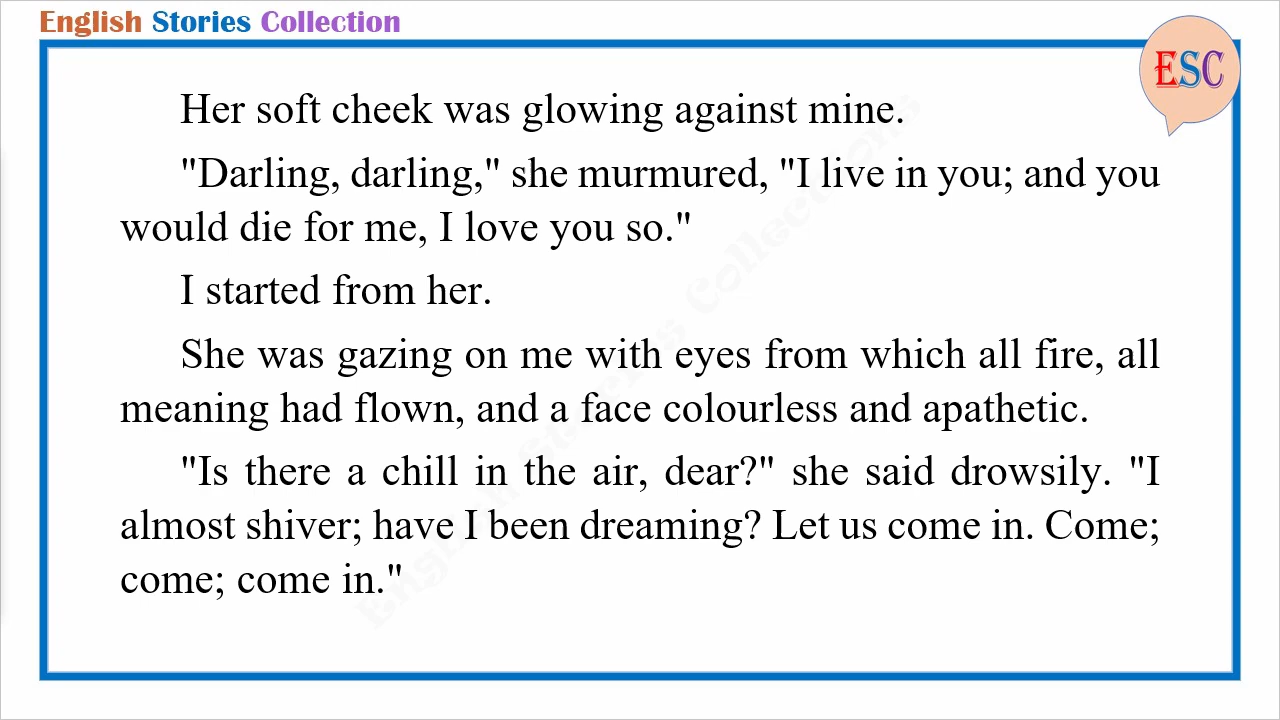 English Stories Collection
ESC
Her soft cheek was glowing against mine.
"Darling, darling," she murmured, "I live in you; and you
would die for me, I love you so."
I started from her.
She was gazing on me with eyes from which all fire, all
meaning had flown, and a face colourless and apathetic.
"Is there a chill in the air, dear?" she said drowsily. "I
almost shiver; have I been dreaming? Let us come in. Come;
come; come in."
English Stories Collections